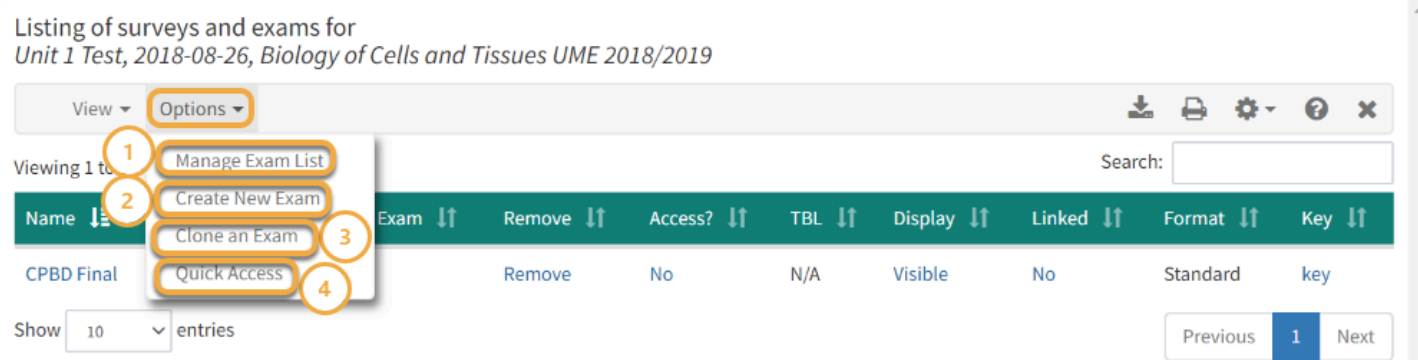 Listing of surveys and exams for
Unit 1 Test, 2018-08-26, Biology of Cells and Tissues UME 2018/2019
View Options
1 Manage Exam List
Viewing 1 to Search:
2 Create New Exam
Name Exam Remove Access? TBL Display Linked Format Key
Clone an Exam 3
CPBD Final Quick Access Remove No N/A Visible No Standard key
4
Show 10 entries
Previous 1 Next